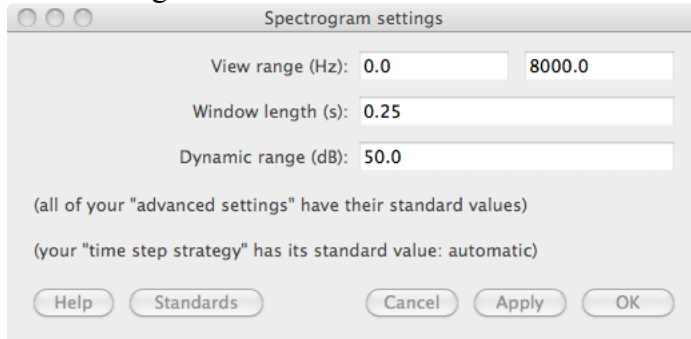 Spectrogram settings
View range (Hz): 0.0 8000.0
Window length (s): 0.25
Dynamic range (dB): 50.0
(all of your "advanced settings" have their standard values)
(your "time step strategy" has its standard value: automatic)
Help Standards Cancel Apply OK